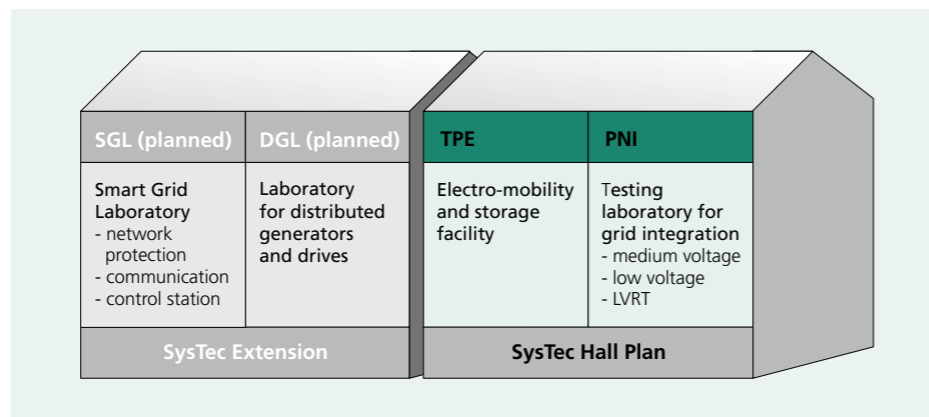 SGL (planned)
DGL (planned)
TPE
PNI
Smart Grid
Laboratory
- network
protection
- communication
- control station
Laboratory
for distributed
generators
and drives
Electro-mobility
and storage
facility
Testing
laboratory for
grid integration
- medium voltage
- low voltage
- LVRT
SysTec Extension
SysTec Hall Plan